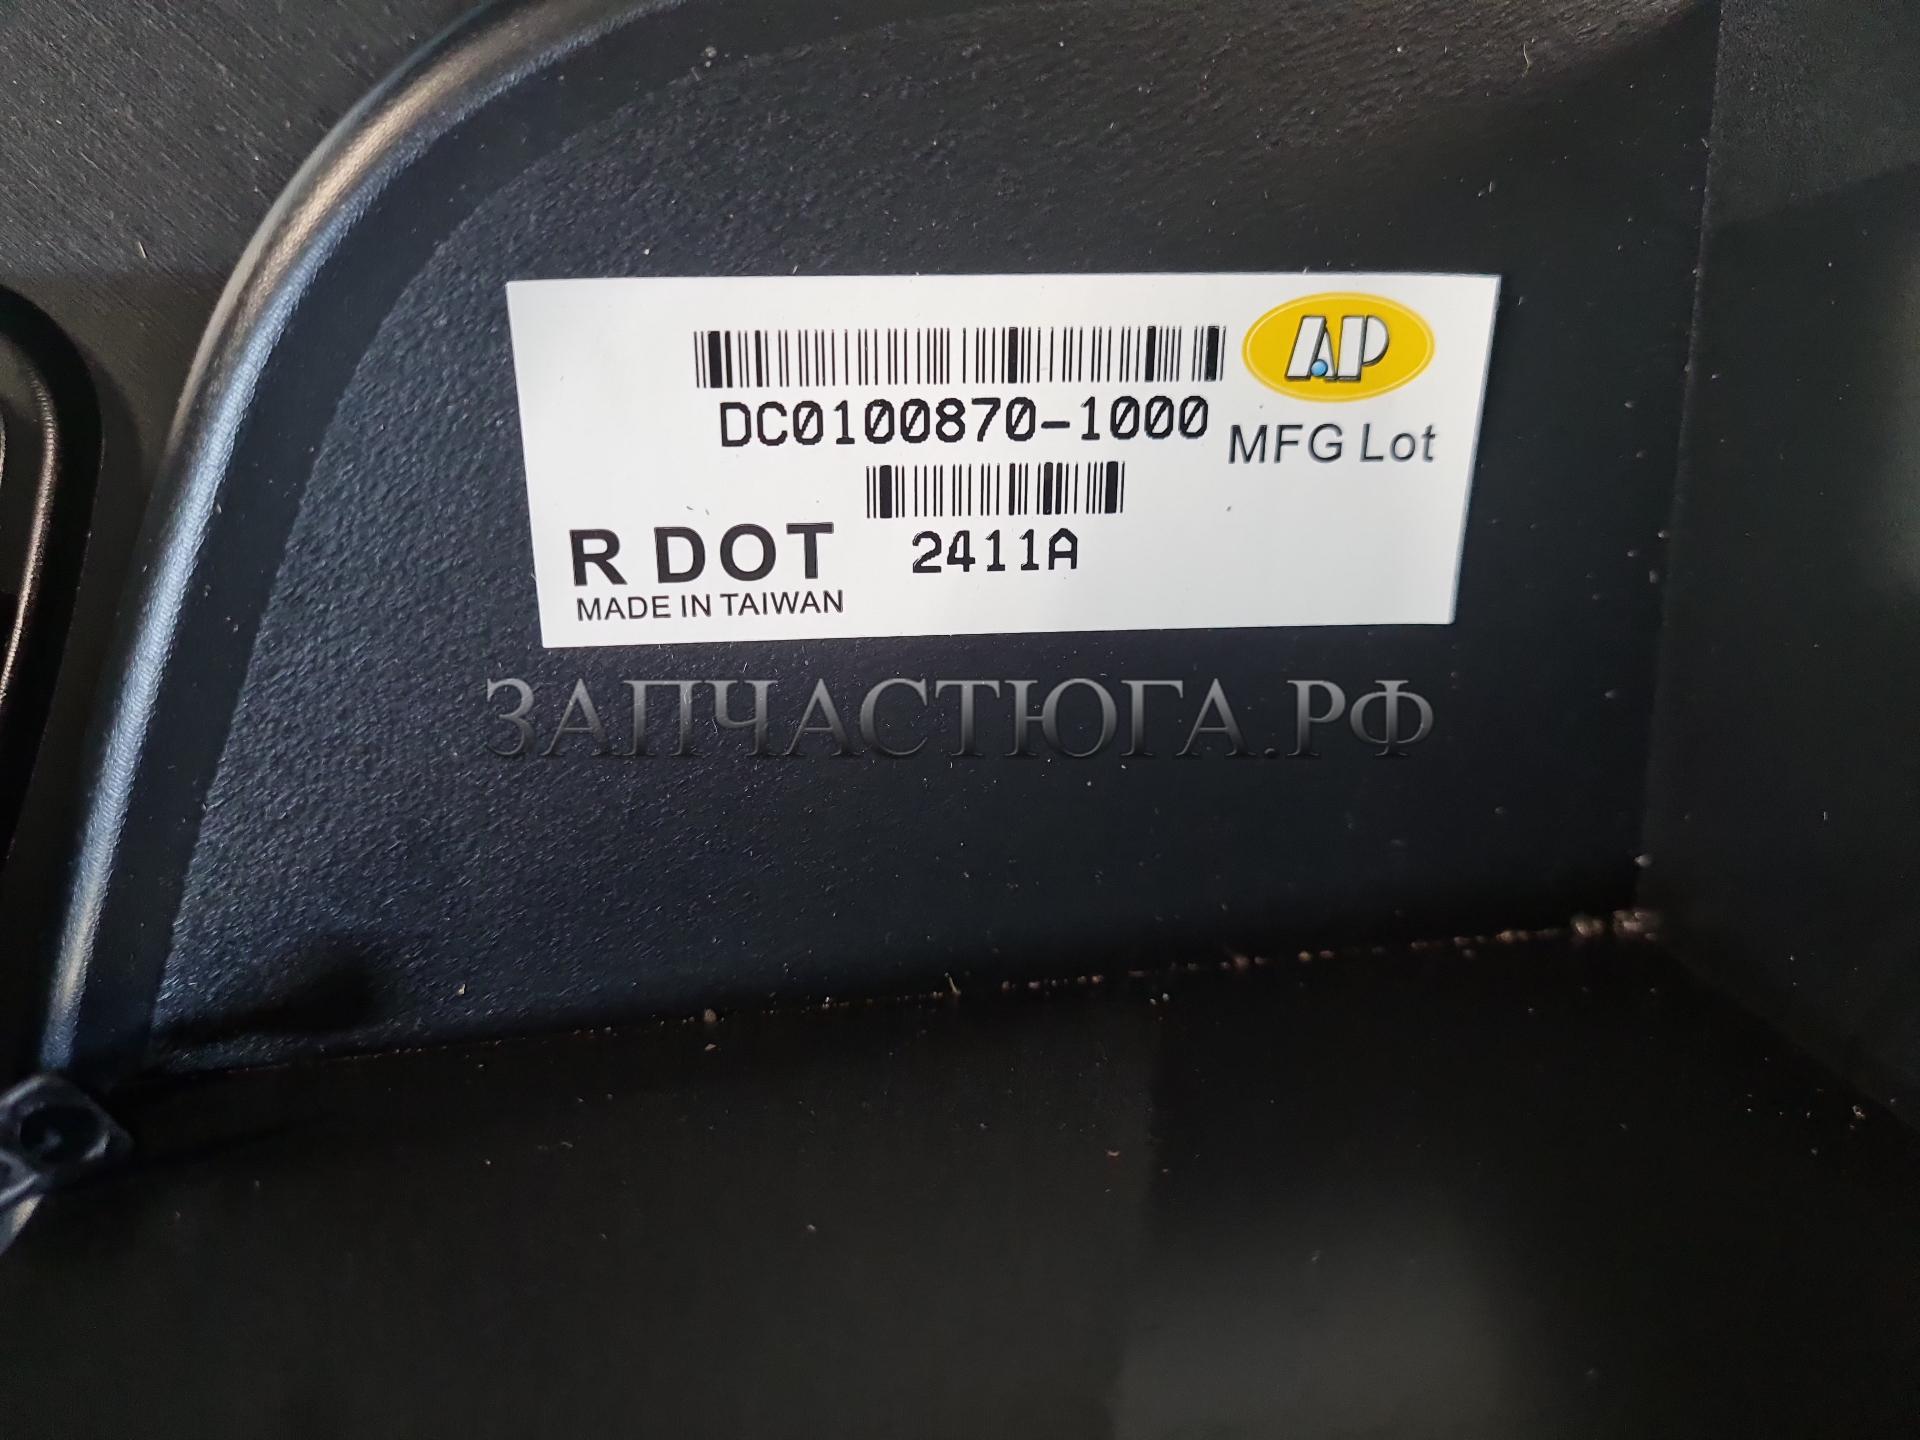 AP
DC0100870-1000
MFG Lot
R DOT
2411A
MADE IN TAIWAN
ЗАПЧАСТЮГА.РФ